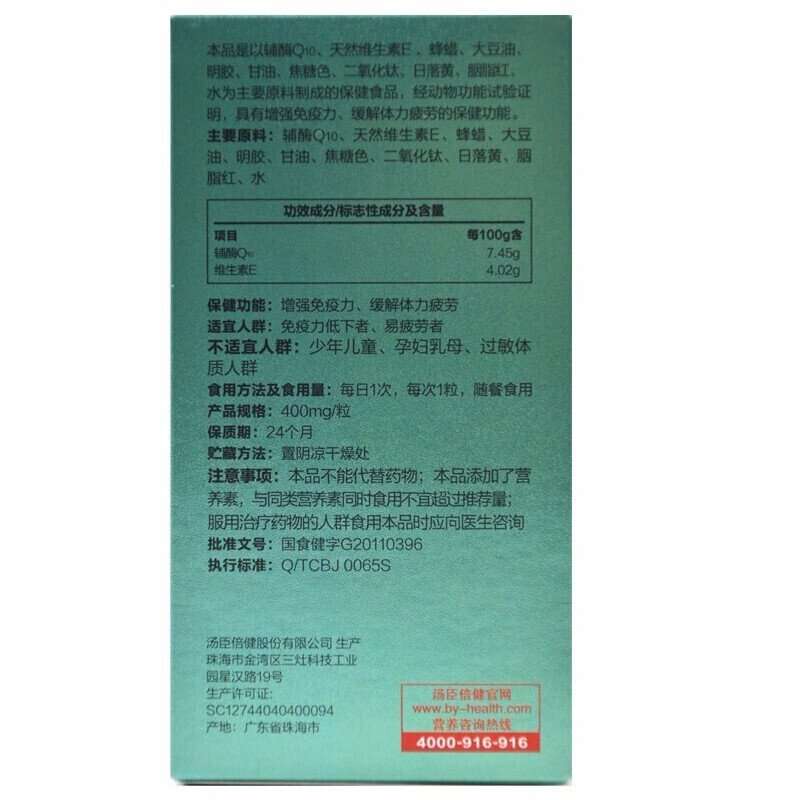 本品是以辅酶Q10、天然维生素E、蜂蜡、大豆油、
明胶、甘油、焦糖色、二氧化钛、日落黄、胭脂红、
水为主要原料制成的保健食品，经动物功能试验证
明，具有增强免疫力、缓解体力疲劳的保健功能。
主要原料：辅酶Q10、天然维生素E、蜂蜡、大豆
油、明胶、甘油、焦糖色、二氧化钛、日落黄、胭
脂红、水
功效成分/标志性成分及含量
项目 每100g含
辅酶Q10 7.45g
维生素E 4.02g
保健功能：增强免疫力、缓解体力疲劳
适宜人群：免疫力低下者、易疲劳者
不适宜人群：少年儿童、孕妇乳母、过敏体
质人群
食用方法及食用量：每日1次，每次1粒，随餐食用
产品规格：400mg/粒
保质期：24个月
贮藏方法：置阴凉干燥处
注意事项：本品不能代替药物；本品添加了营
养素，与同类营养素同时食用不宜超过推荐量；
服用治疗药物的人群食用本品时应向医生咨询
批准文号：国食健字G20110396
执行标准：Q/TCBJ 0065S
汤臣倍健股份有限公司 生产
珠海市金湾区三灶科技工业
园星汉路19号
生产许可证：
SC12744040400094
产地：广东省珠海市
汤臣倍健官网
www.by-health.com
营养咨询热线
4000-916-916